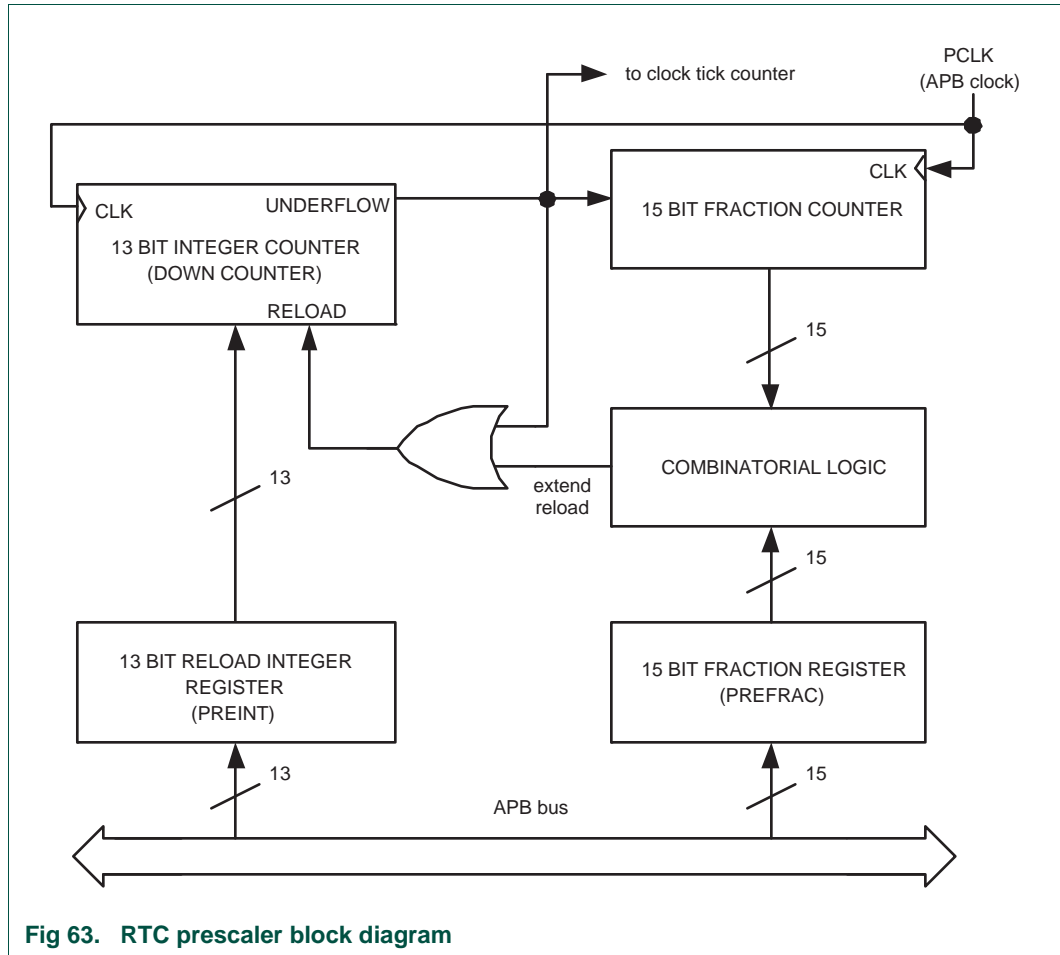 to clock tick counter
PCLK
(APB clock)
CLK
UNDERFLOW
13 BIT INTEGER COUNTER
(DOWN COUNTER)
RELOAD
CLK
15 BIT FRACTION COUNTER
15
COMBINATORIAL LOGIC
extend
reload
13
15
13 BIT RELOAD INTEGER
REGISTER
(PREINT)
15 BIT FRACTION REGISTER
(PREFRAC)
13
15
APB bus
Fig 63. RTC prescaler block diagram